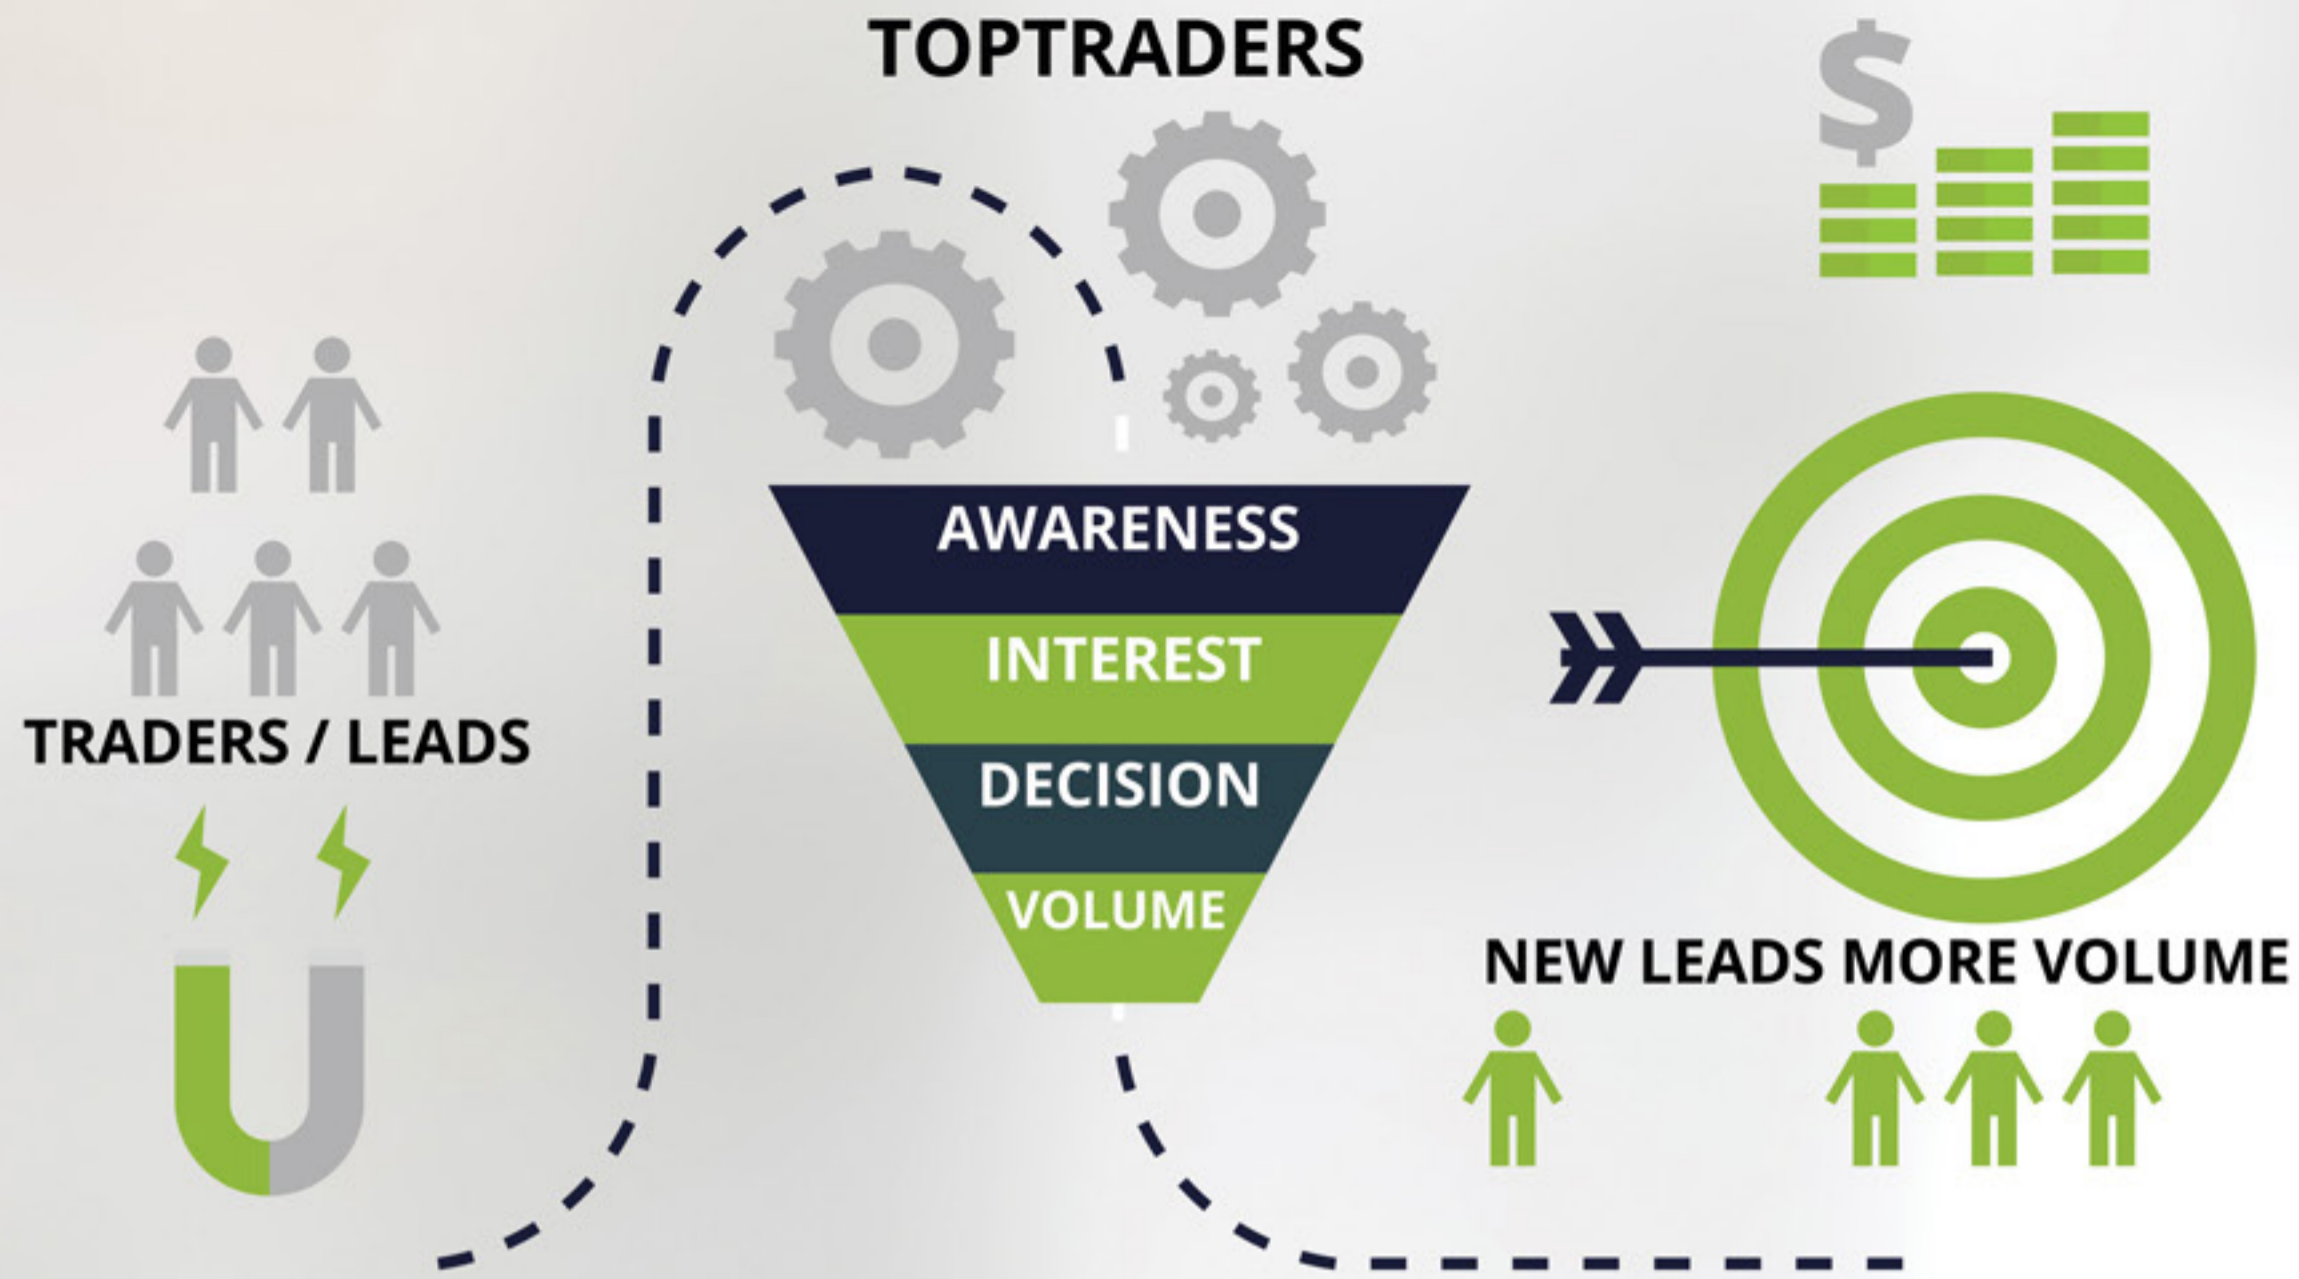 TOPTRADERS
$
TRADERS / LEADS
AWARENESS
INTEREST
DECISION
VOLUME
NEW LEADS MORE VOLUME